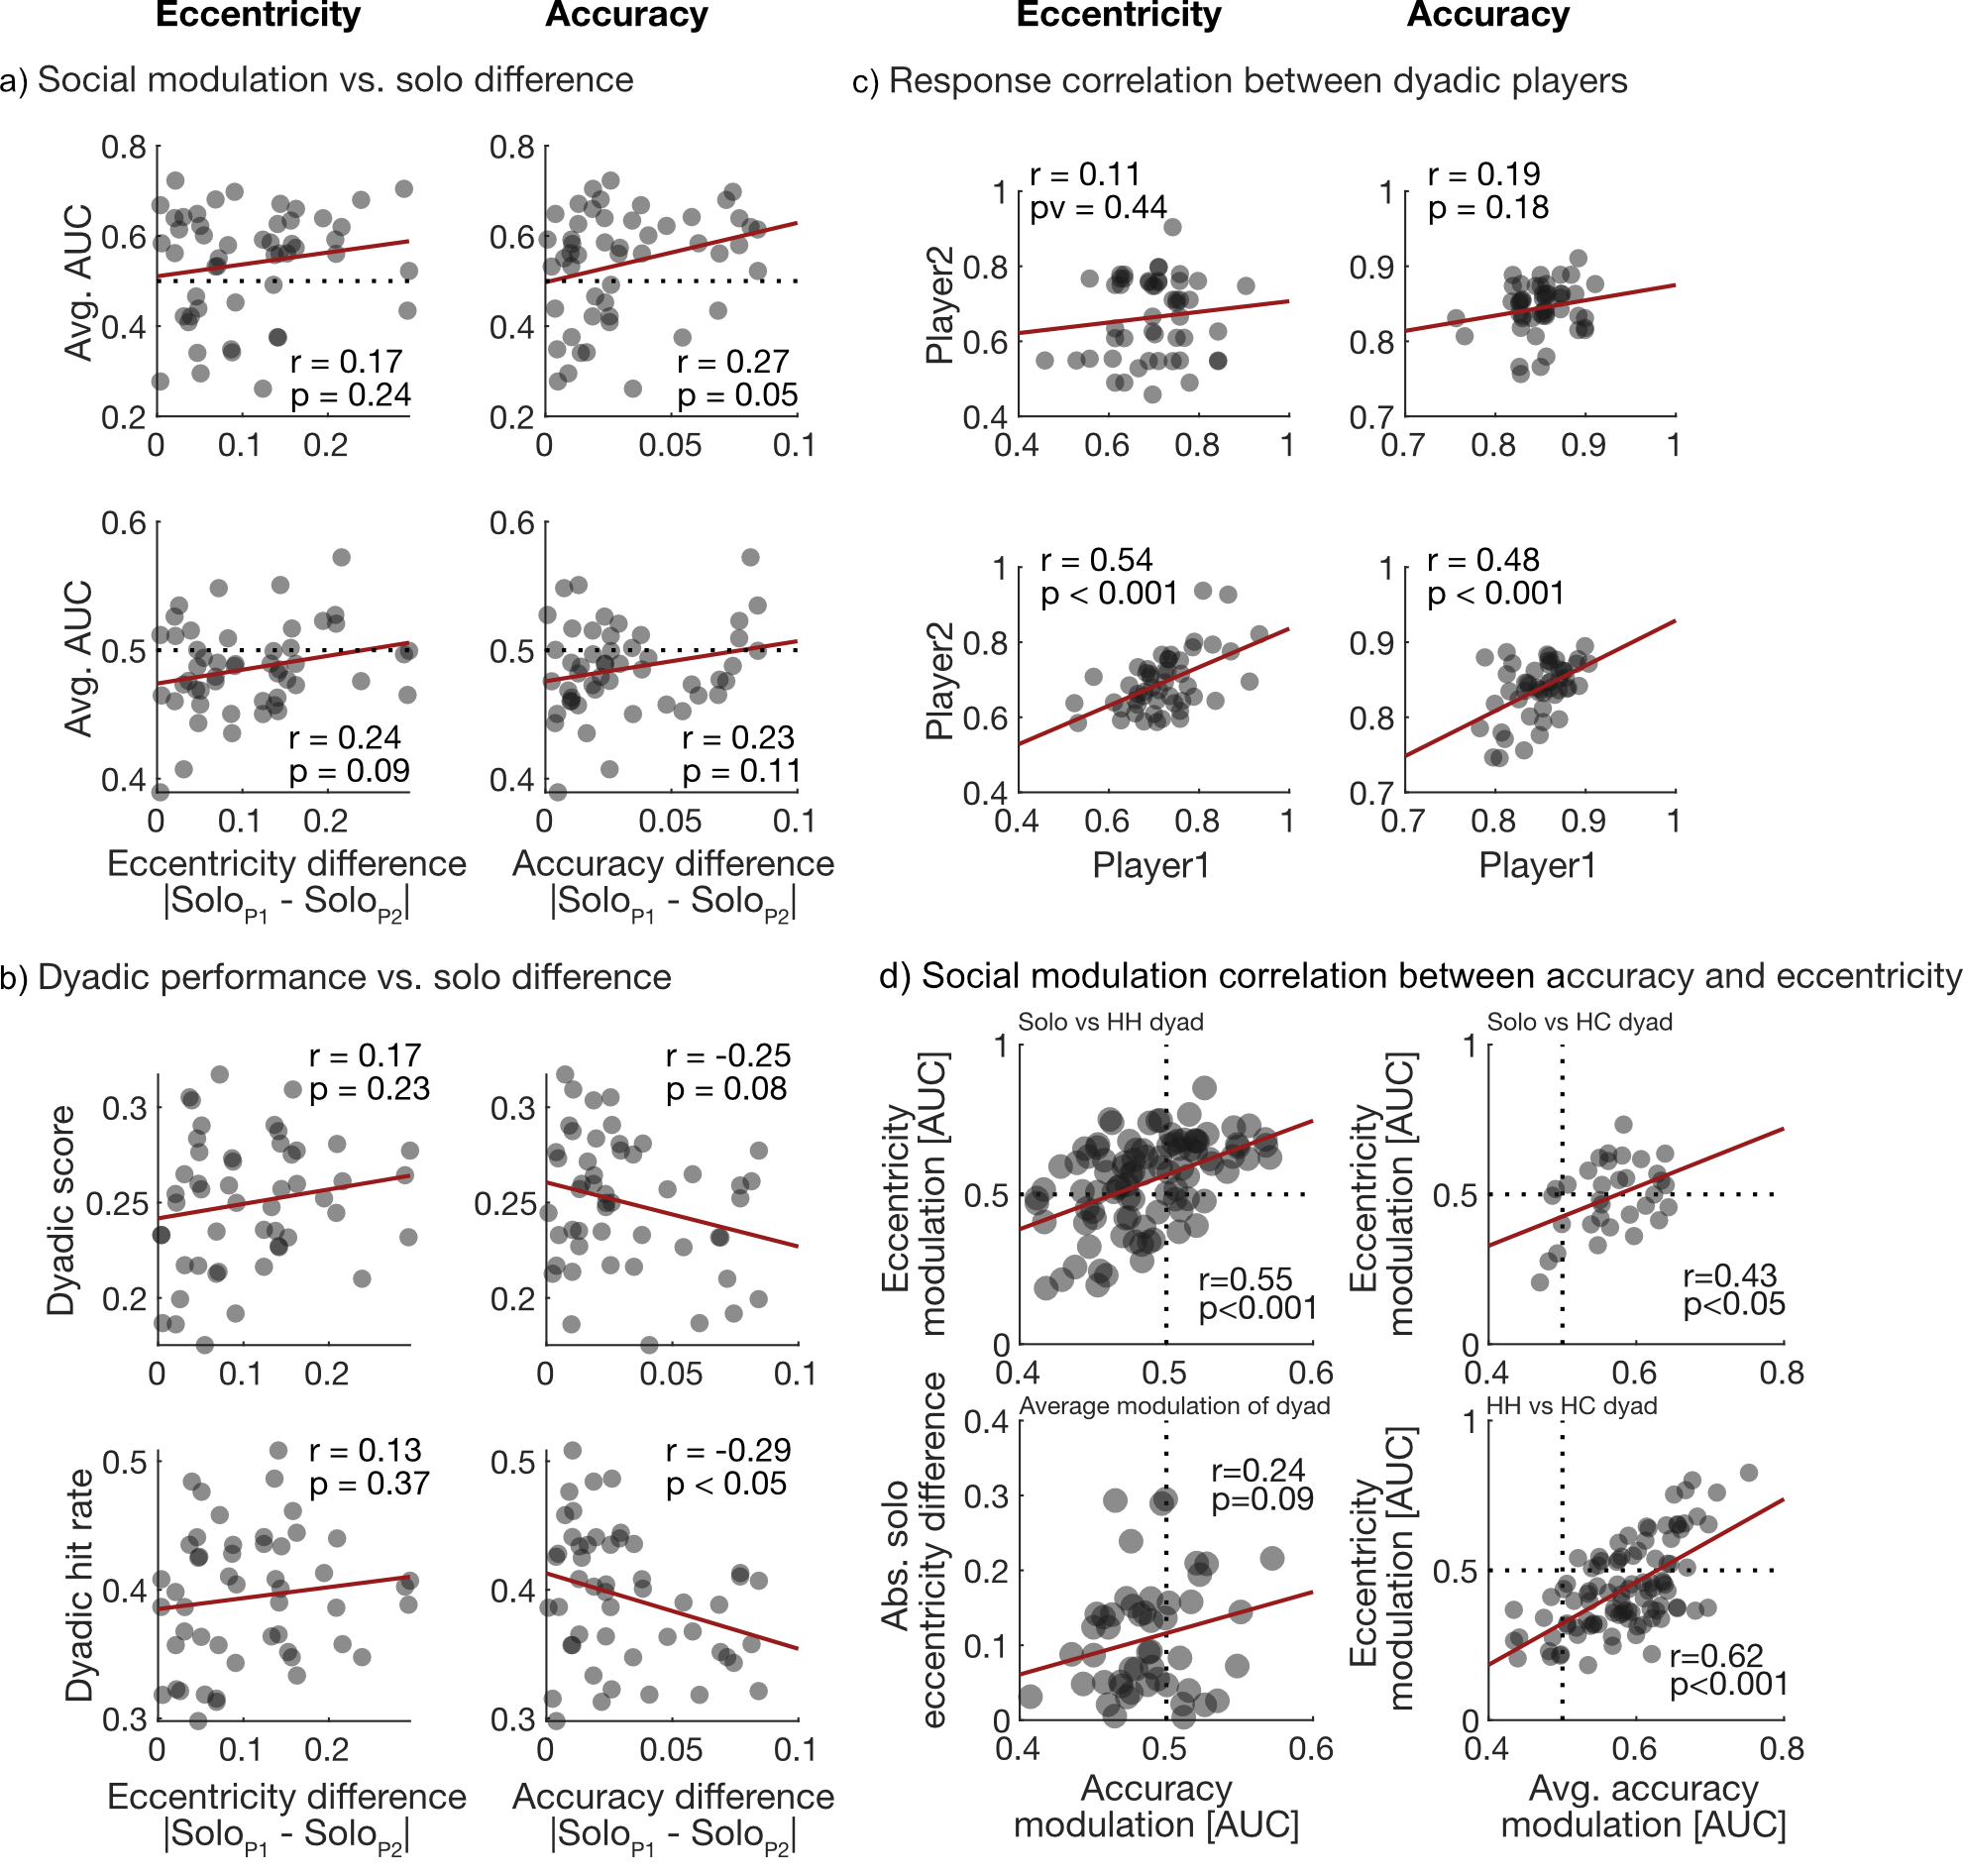 Eccentricity Accuracy
a) Social modulation vs. solo difference
0.8
0.6
0.4
0.2
Avg. AUC
r = 0.17
p = 0.24
0 0.1 0.2
0.8
0.6
0.4
0.2
r = 0.27
p = 0.05
0 0.05 0.1
0.6
0.5
0.4
Avg. AUC
r = 0.24
p = 0.09
0 0.1 0.2
Eccentricity difference
|Solo_P1 - Solo_P2|
0.6
0.5
0.4
r = 0.23
p = 0.11
0 0.05 0.1
Accuracy difference
|Solo_P1 - Solo_P2|
b) Dyadic performance vs. solo difference
r = 0.17
p = 0.23
0.3
0.25
0.2
Dyadic score
0 0.1 0.2
r = -0.25
p = 0.08
0.3
0.25
0.2
0 0.05 0.1
r = 0.13
p = 0.37
0.5
0.4
0.3
Dyadic hit rate
0 0.1 0.2
Eccentricity difference
|Solo_P1 - Solo_P2|
r = -0.29
p < 0.05
0.5
0.4
0.3
0 0.05 0.1
Accuracy difference
|Solo_P1 - Solo_P2|
Eccentricity Accuracy
c) Response correlation between dyadic players
r = 0.11
pv = 0.44
1
0.8
0.6
0.4
Player2
0.4 0.6 0.8 1
r = 0.19
p = 0.18
1
0.9
0.8
0.7
0.7 0.8 0.9 1
r = 0.54
p < 0.001
1
0.8
0.6
0.4
Player2
0.4 0.6 0.8 1
Player1
r = 0.48
p < 0.001
1
0.9
0.8
0.7
0.7 0.8 0.9 1
Player1
d) Social modulation correlation between accuracy and eccentricity
Solo vs HH dyad
1
0.5
0
Eccentricity
modulation [AUC]
r=0.55
p<0.001
0.4 0.5 0.6
Solo vs HC dyad
1
0.5
0
Eccentricity
modulation [AUC]
r=0.43
p<0.05
0.4 0.6 0.8
Average modulation of dyad
0.4
0.3
0.2
0.1
0
Abs. solo
eccentricity difference
r=0.24
p=0.09
0.4 0.5 0.6
Accuracy
modulation [AUC]
HH vs HC dyad
1
0.5
0
Eccentricity
modulation [AUC]
r=0.62
p<0.001
0.4 0.6 0.8
Avg. accuracy
modulation [AUC]